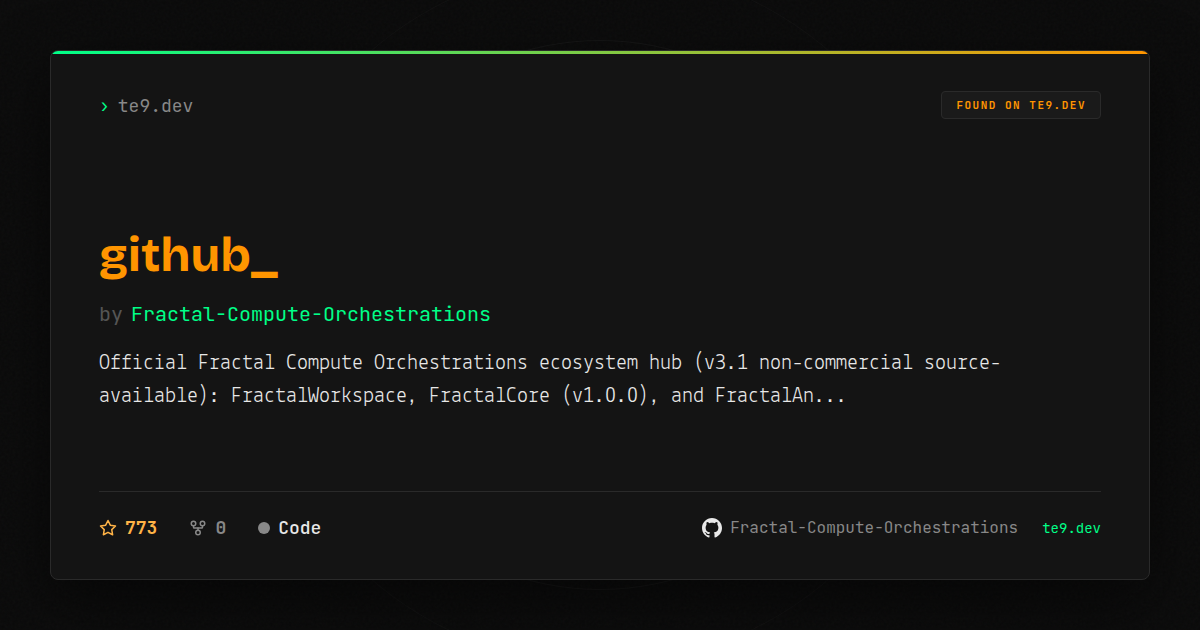 › te9.dev
FOUND ON TE9.DEV
github_
by Fractal-Compute-Orchestrations
Official Fractal Compute Orchestrations ecosystem hub (v3.1 non-commercial source-
available): FractalWorkspace, FractalCore (v1.0.0), and FractalAn...
773 0 Code
Fractal-Compute-Orchestrations te9.dev